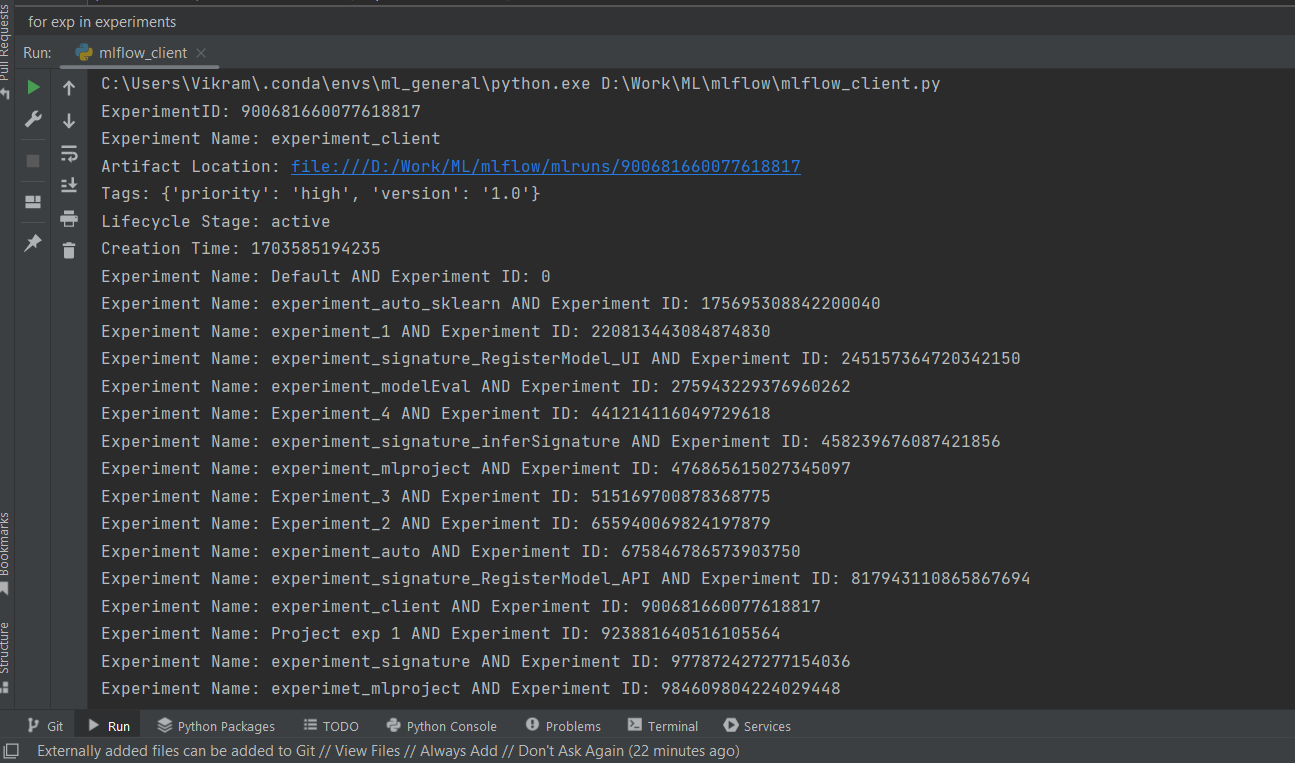 for exp in experiments
Run: mlflow_client
C:\Users\Vikram\.conda\envs\ml_general\python.exe D:\Work\ML\mlflow\mlflow_client.py
ExperimentID: 900681660077618817
Experiment Name: experiment_client
Artifact Location: file:///D:/Work/ML/mlflow/mlruns/900681660077618817
Tags: {'priority': 'high', 'version': '1.0'}
Lifecycle Stage: active
Creation Time: 1703585194235
Experiment Name: Default AND Experiment ID: 0
Experiment Name: experiment_auto_sklearn AND Experiment ID: 175695308842200040
Experiment Name: experiment_1 AND Experiment ID: 220813443084874830
Experiment Name: experiment_signature_RegisterModel_UI AND Experiment ID: 245157364720342150
Experiment Name: experiment_modelEval AND Experiment ID: 275943229376960262
Experiment Name: Experiment_4 AND Experiment ID: 441214116049729618
Experiment Name: experiment_signature_inferSignature AND Experiment ID: 458239676087421856
Experiment Name: experiment_mlproject AND Experiment ID: 476865615027345097
Experiment Name: Experiment_3 AND Experiment ID: 515169700878368775
Experiment Name: Experiment_2 AND Experiment ID: 655940069824197879
Experiment Name: experiment_auto AND Experiment ID: 675846786573903750
Experiment Name: experiment_signature_RegisterModel_API AND Experiment ID: 817943110865867694
Experiment Name: experiment_client AND Experiment ID: 900681660077618817
Experiment Name: Project exp 1 AND Experiment ID: 923881640516105564
Experiment Name: experiment_signature AND Experiment ID: 977872427277154036
Experiment Name: experimet_mlproject AND Experiment ID: 984609804224029448
Pull Requests
Bookmarks
Structure
Git Run Python Packages TODO Python Console Problems Terminal Services
Externally added files can be added to Git // View Files // Always Add // Don't Ask Again (22 minutes ago)